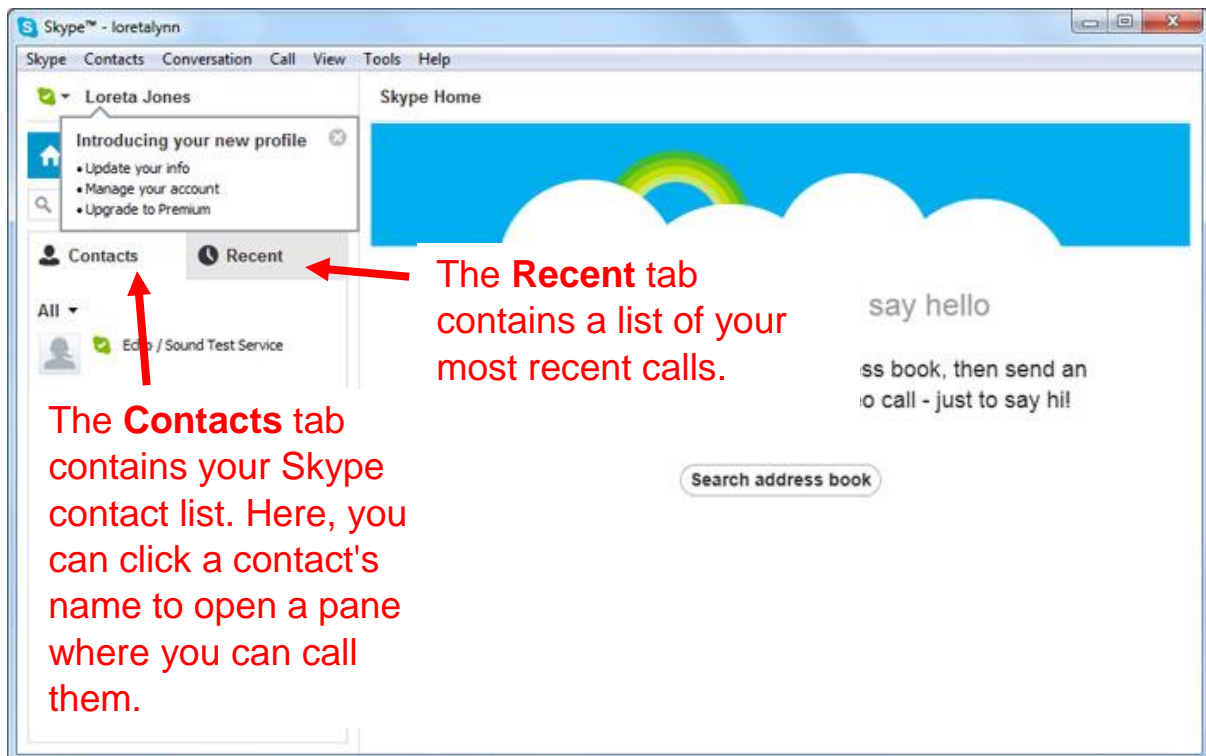 Skype™ - loretalynn
Skype Contacts Conversation Call View Tools Help
Loreta Jones
Skype Home
Introducing your new profile
• Update your info
• Manage your account
• Upgrade to Premium
Contacts
Recent
The Recent tab
contains a list of your
most recent calls.
All
say hello
/ Sound Test Service
book, then send an
call - just to say hi!
The Contacts tab
contains your Skype
contact list. Here, you
can click a contact's
name to open a pane
where you can call
them.
Search address book